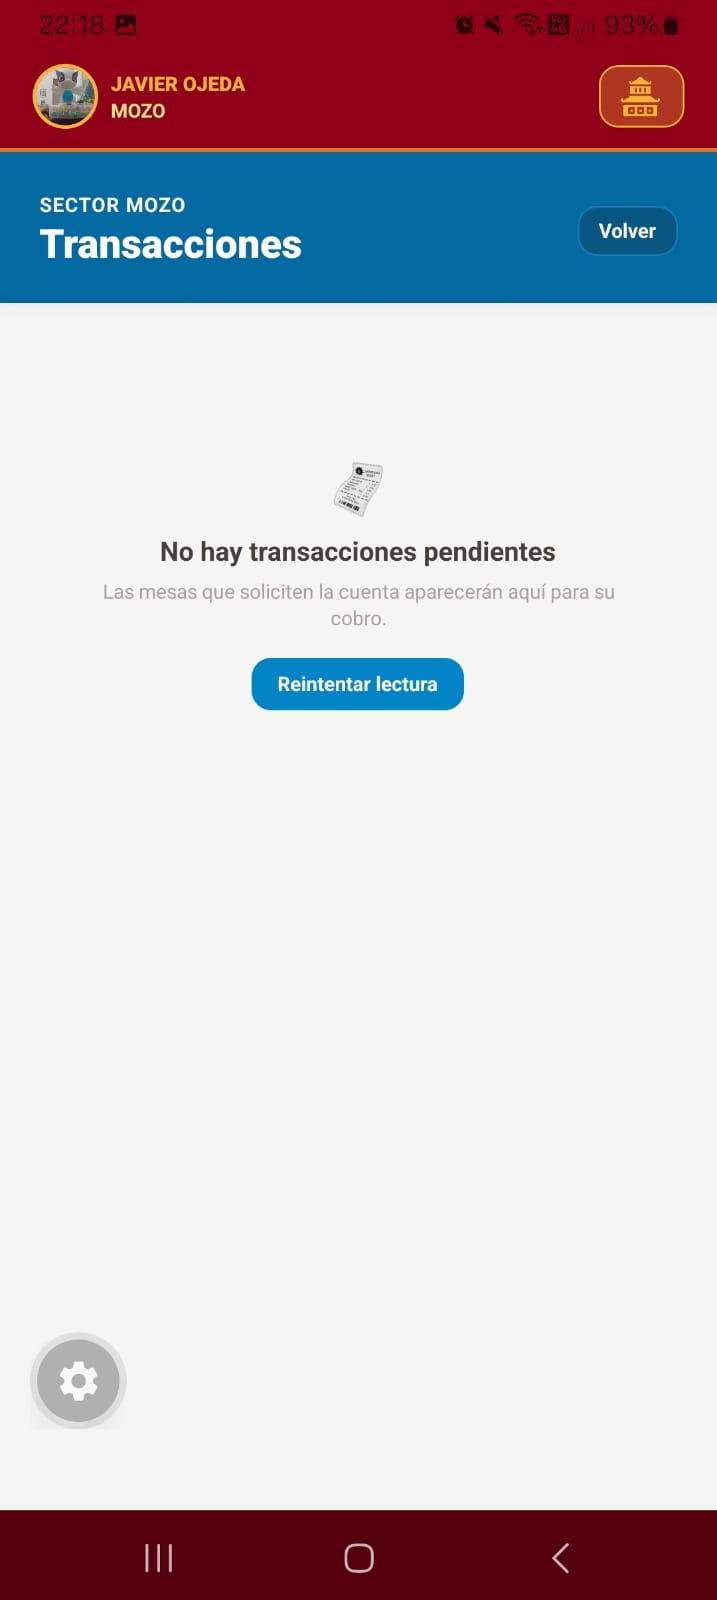 22:18
93%
JAVIER OJEDA
MOZO
SECTOR MOZO
Transacciones
Volver
No hay transacciones pendientes
Las mesas que soliciten la cuenta aparecerán aquí para su
cobro.
Reintentar lectura